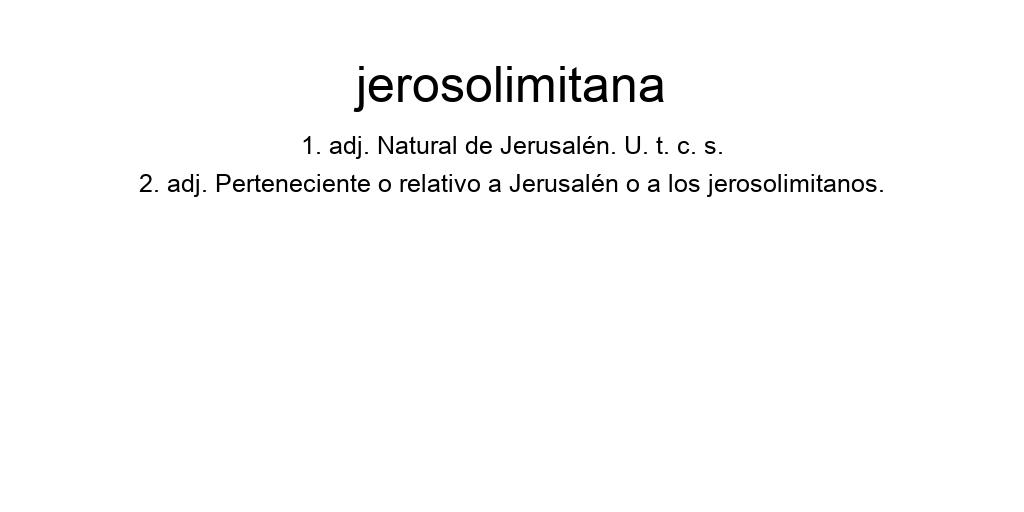 jerosolimitana
1. adj. Natural de Jerusalén. U. t. c. s.
2. adj. Perteneciente o relativo a Jerusalén o a los jerosolimitanos.